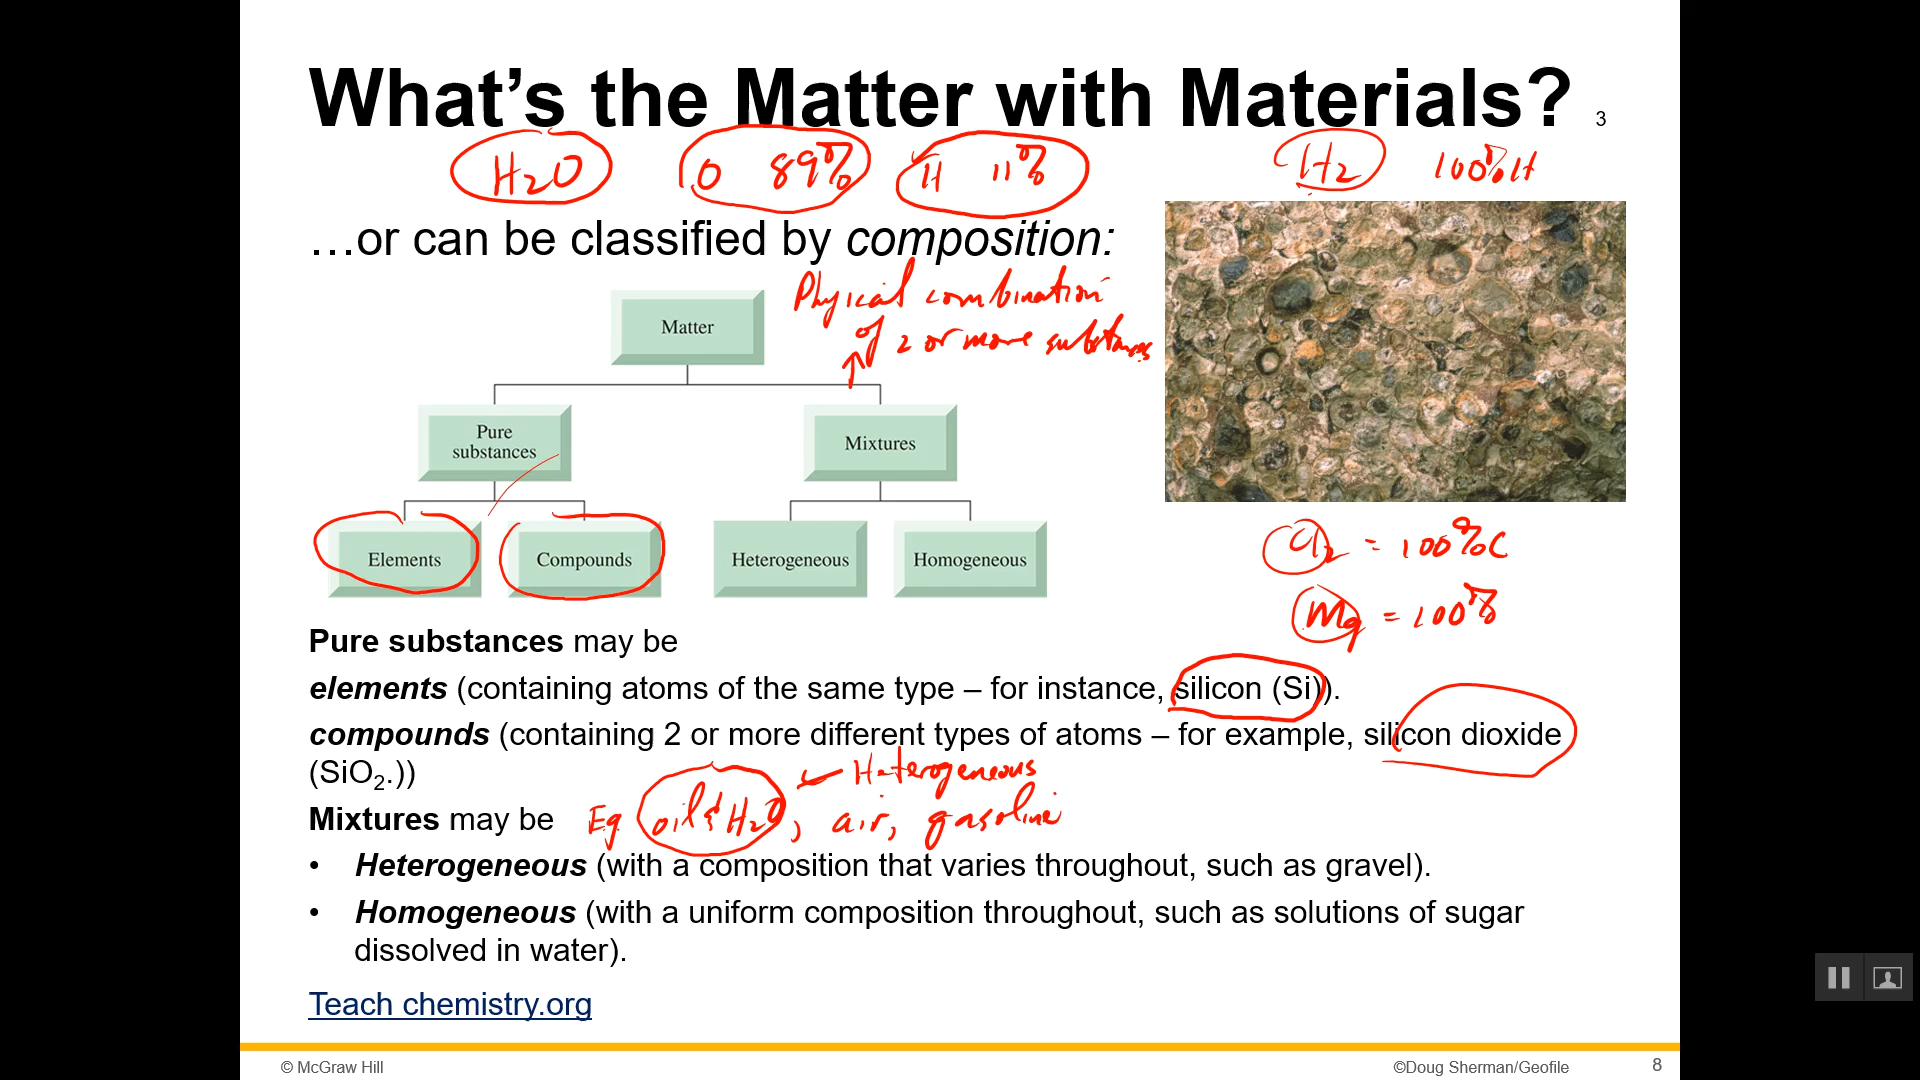 What's the Matter with Materials? 3
H2O O 89% H 11% H2 100% H
…or can be classified by composition:
Physical combination
of 2 or more substances
Matter
Pure
substances
Mixtures
Elements
Compounds
Heterogeneous
Homogeneous
= 100% C
Mg = 100%
Pure substances may be
elements (containing atoms of the same type – for instance, silicon (Si)).
compounds (containing 2 or more different types of atoms – for example, silicon dioxide
(SiO2.))
Heterogeneous
Mixtures may be Eg oil & H2O, air, gasoline
• Heterogeneous (with a composition that varies throughout, such as gravel).
• Homogeneous (with a uniform composition throughout, such as solutions of sugar
dissolved in water).
Teach chemistry.org
© McGraw Hill
©Doug Sherman/Geofile
8